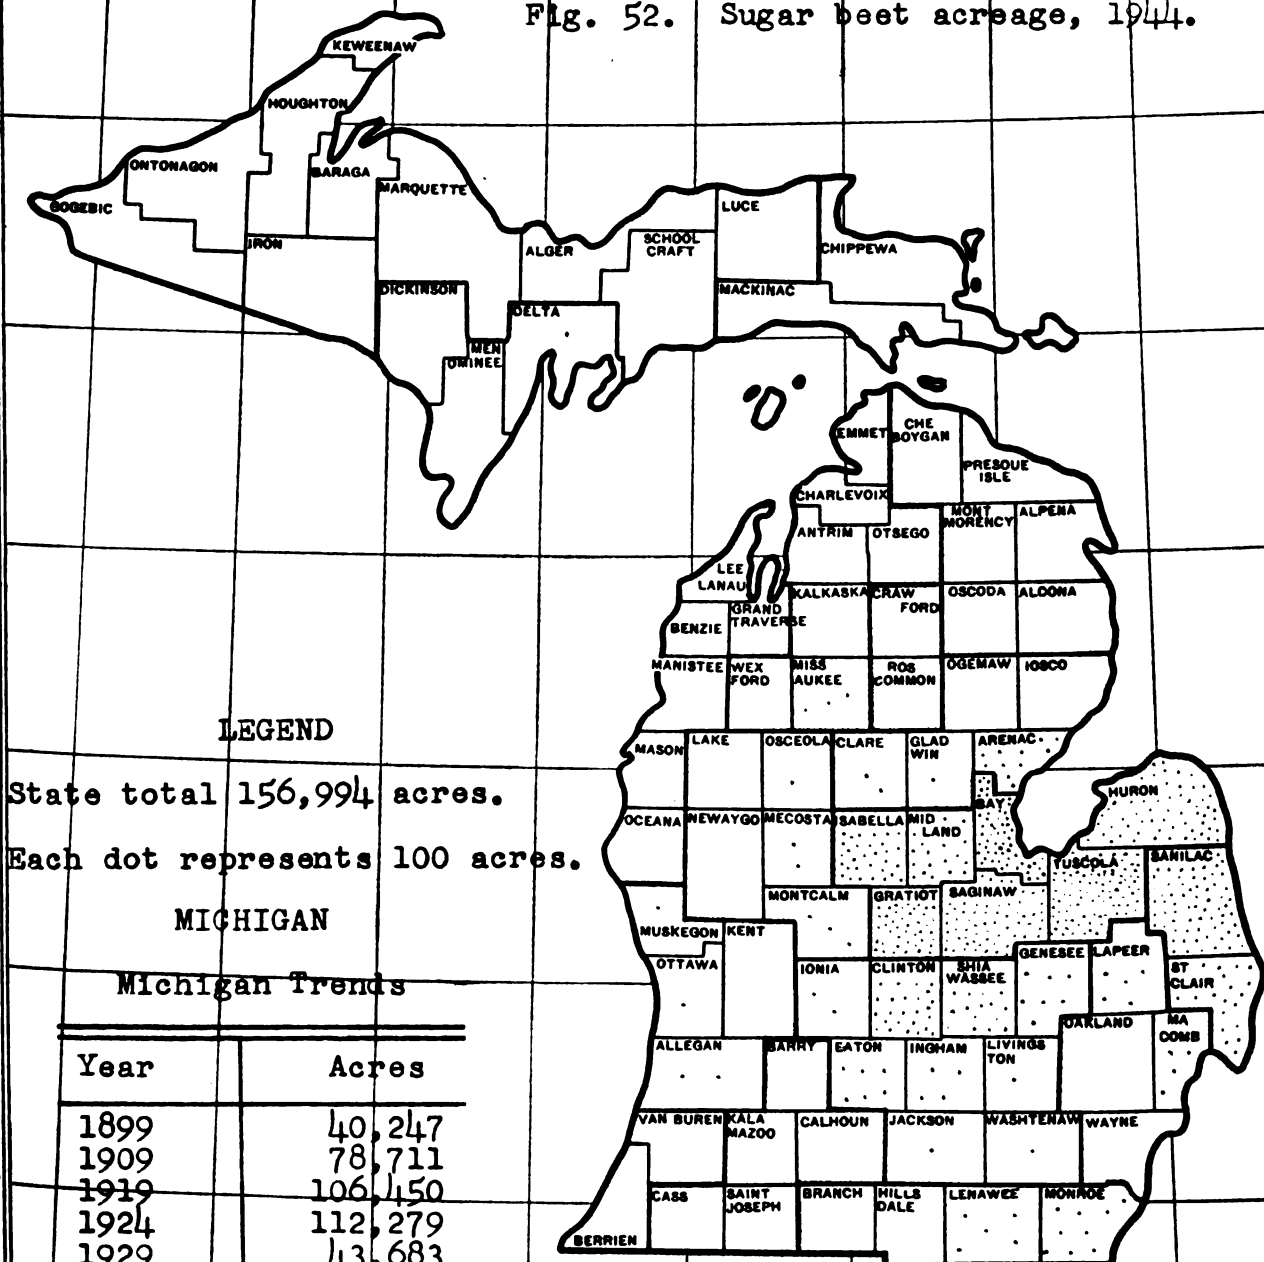 Fig. 52. Sugar beet acreage, 1944.
KEWEENAW
HOUGHTON
ONTONAGON
BARAGA
MARQUETTE
GOGEBIC
IRON
LUCE
ALGER
SCHOOL
CRAFT
CHIPPEWA
DICKINSON
MACKINAC
DELTA
MEN
OMINEE
EMMET
CHE
BOYGAN
PRESQUE
ISLE
CHARLEVOIX
ANTRIM
OTSEGO
MONT
MORENCY
ALPENA
LEE
LANAU
KALKASKA
CRAW
FORD
OSCODA
ALCONA
GRAND
TRAVERSE
BENZIE
MANISTEE
WEX
FORD
MISS
AUKEE
ROS
COMMON
OGEMAW
IOSCO
MASON
LAKE
OSCEOLA
CLARE
GLAD
WIN
ARENAC
HURON
BAY
OCEANA
NEWAYGO
MECOSTA
ISABELLA
MID
LAND
TUSCOLA
SANILAC
MONTCALM
GRATIOT
SAGINAW
MUSKEGON
KENT
OTTAWA
IONIA
CLINTON
SHIA
WASSEE
GENESEE
LAPEER
ST
CLAIR
OAKLAND
MA
COMB
ALLEGAN
BARRY
EATON
INGHAM
LIVINGS
TON
VAN BUREN
KALA
MAZOO
CALHOUN
JACKSON
WASHTENAW
WAYNE
CASS
SAINT
JOSEPH
BRANCH
HILLS
DALE
LENAWEE
MONROE
BERRIEN
LEGEND
State total 156,994 acres.
Each dot represents 100 acres.
MICHIGAN
Michigan Trends
Year Acres
1899 40,247
1909 78,711
1919 106,450
1924 112,279
1929 43,683